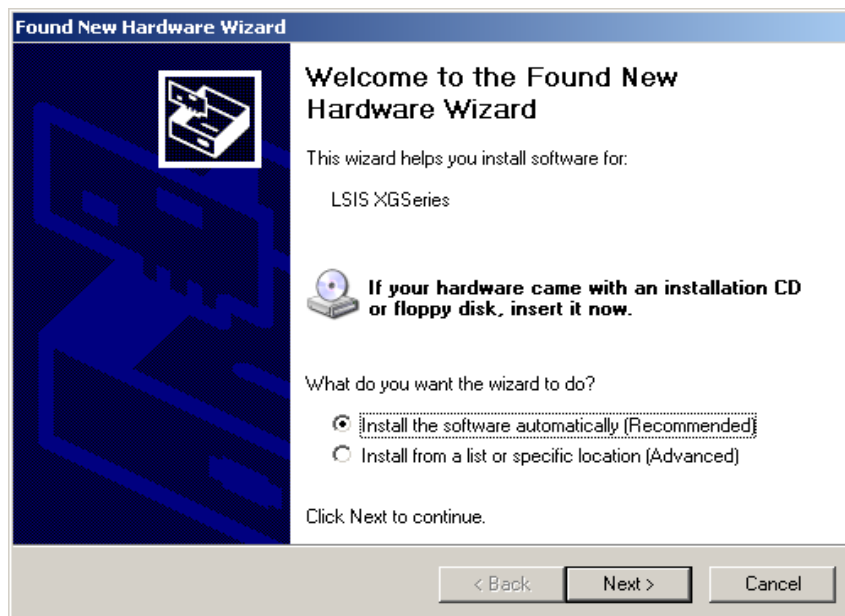 Found New Hardware Wizard
Welcome to the Found New
Hardware Wizard
This wizard helps you install software for:
LSIS XGSeries
If your hardware came with an installation CD
or floppy disk, insert it now.
What do you want the wizard to do?
Install the software automatically (Recommended)
Install from a list or specific location (Advanced)
Click Next to continue.
< Back
Next >
Cancel